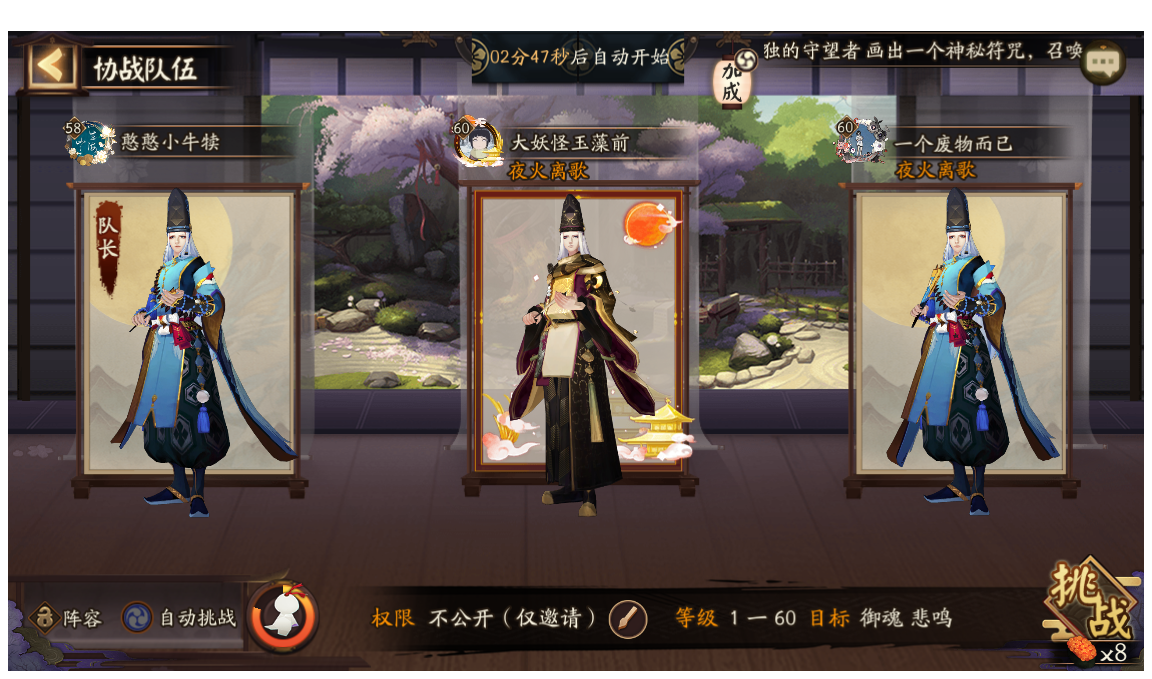 协战队伍
02分47秒后自动开始
加成
独的守望者 画出一个神秘符咒，召唤
58
憨憨小牛犊
60
大妖怪玉藻前
夜火离歌
60
一个废物而已
夜火离歌
队长
阵容
自动挑战
权限 不公开（仅邀请）
等级 1 一 60 目标 御魂 悲鸣
挑战
x8